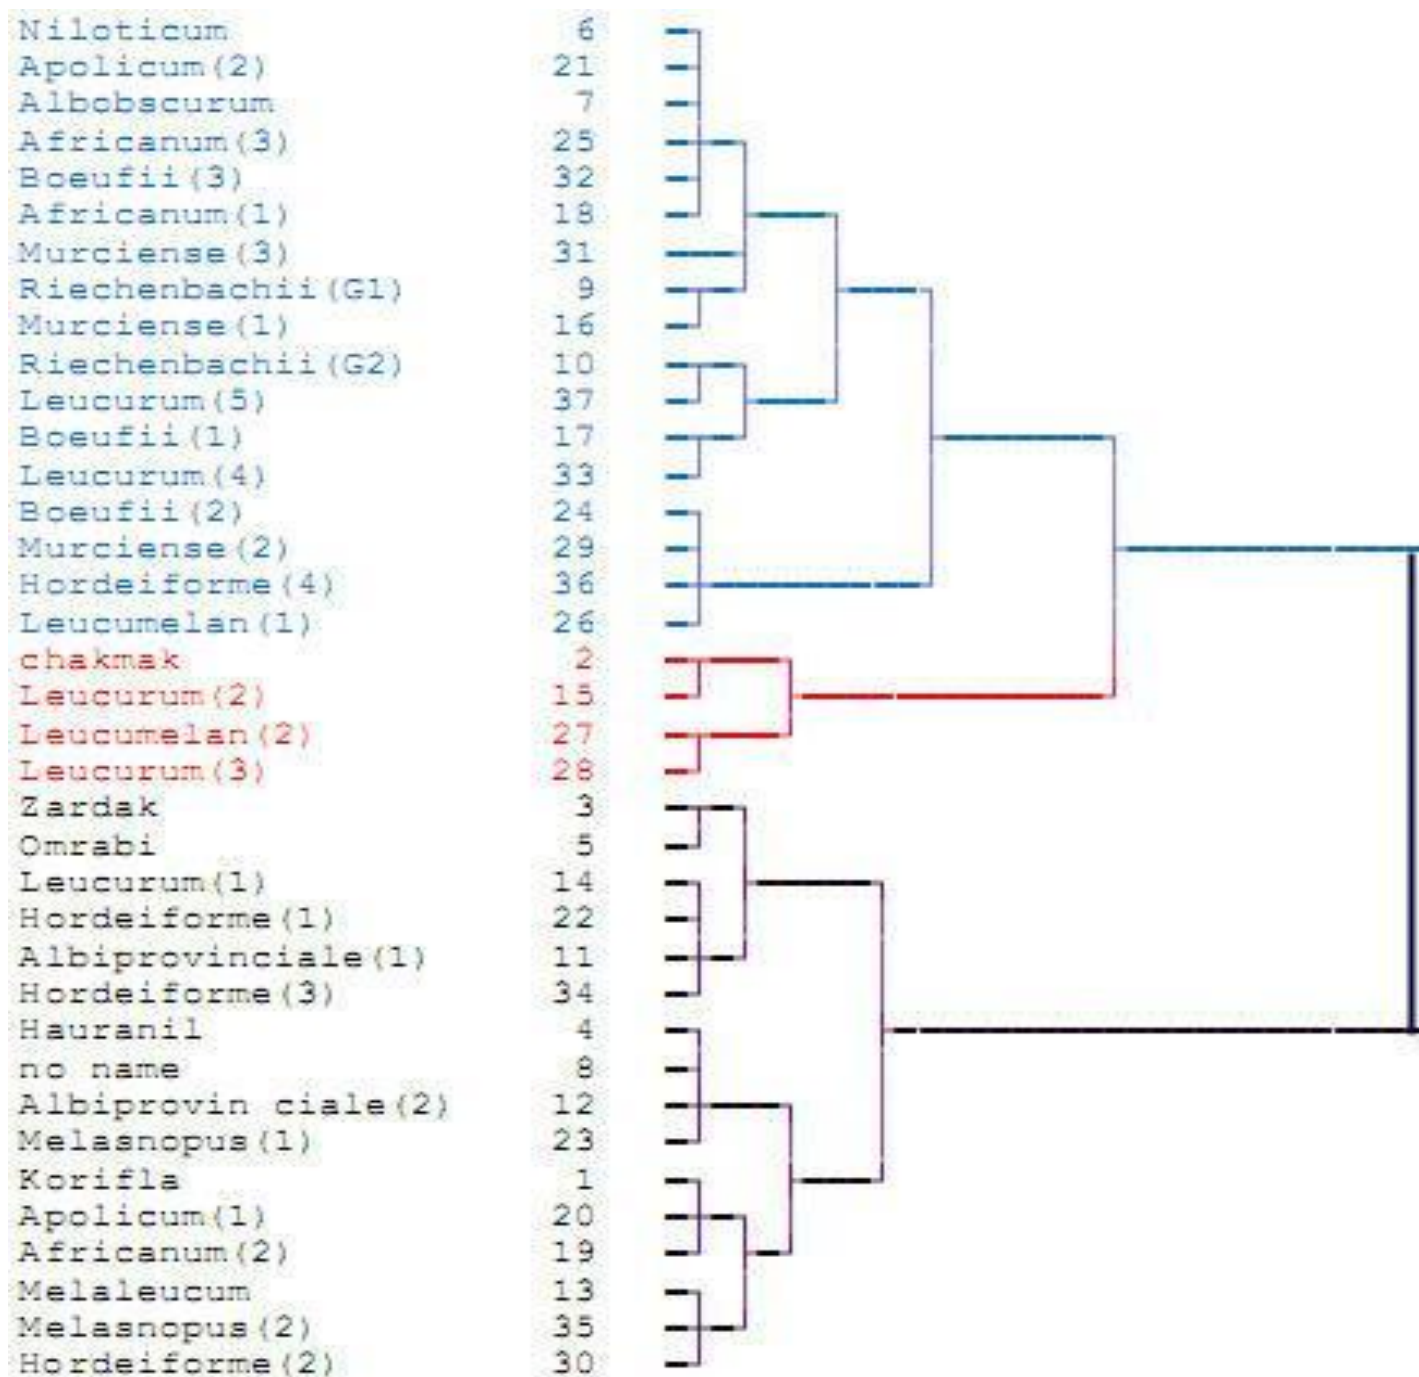 Niloticum 6
Apolicum(2) 21
Albobscurum 7
Africanum(3) 25
Boeufii(3) 32
Africanum(1) 18
Murciense(3) 31
Riechenbachii(G1) 9
Murciense(1) 16
Riechenbachii(G2) 10
Leucurum(5) 37
Boeufii(1) 17
Leucurum(4) 33
Boeufii(2) 24
Murciense(2) 29
Hordeiforme(4) 36
Leucumelan(1) 26
chakmak 2
Leucurum(2) 15
Leucumelan(2) 27
Leucurum(3) 28
Zardak 3
Omrabi 5
Leucurum(1) 14
Hordeiforme(1) 22
Albiprovinciale(1) 11
Hordeiforme(3) 34
Hauranil 4
no name 8
Albiprovin ciale(2) 12
Melasnopus(1) 23
Korifla 1
Apolicum(1) 20
Africanum(2) 19
Melaleucum 13
Melasnopus(2) 35
Hordeiforme(2) 30